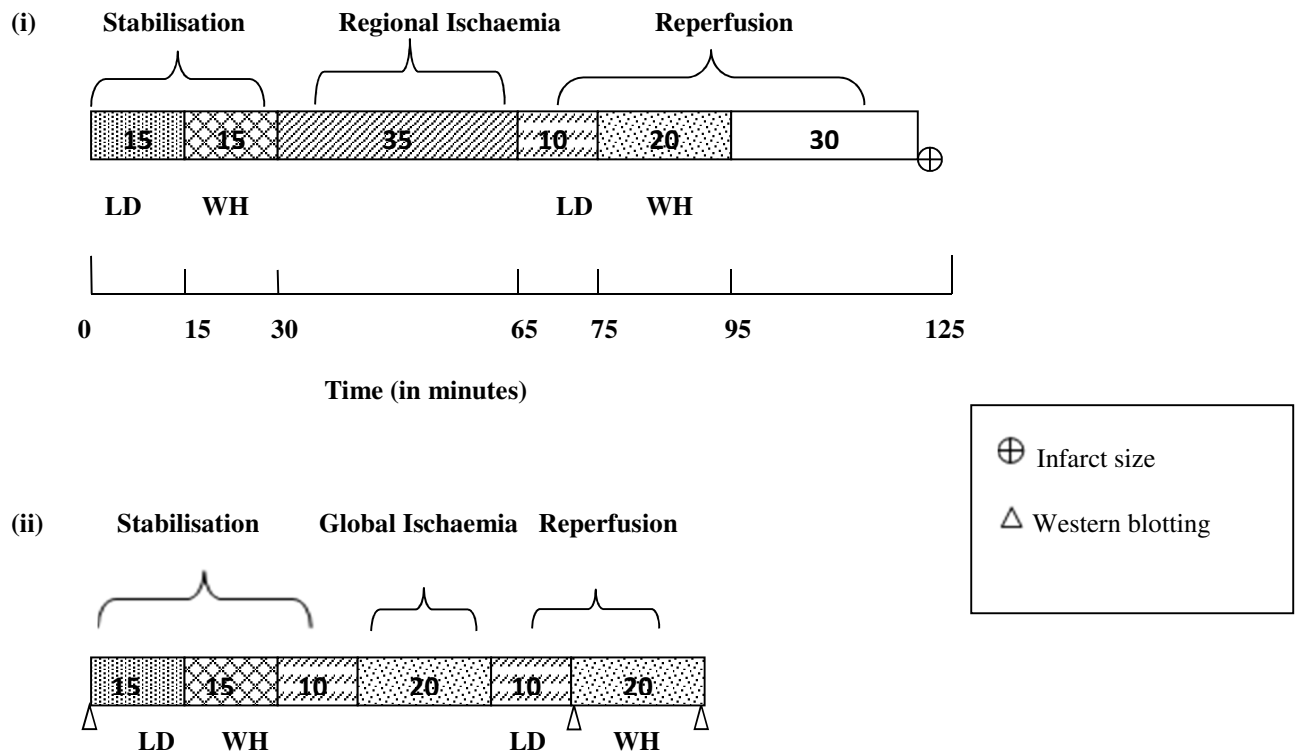 (i) Stabilisation Regional Ischaemia Reperfusion
15 15 35 10 20 30
LD WH LD WH
0 15 30 65 75 95 125
Time (in minutes)
Infarct size
Western blotting
(ii) Stabilisation Global Ischaemia Reperfusion
15 15 10 20 10 20
LD WH LD WH